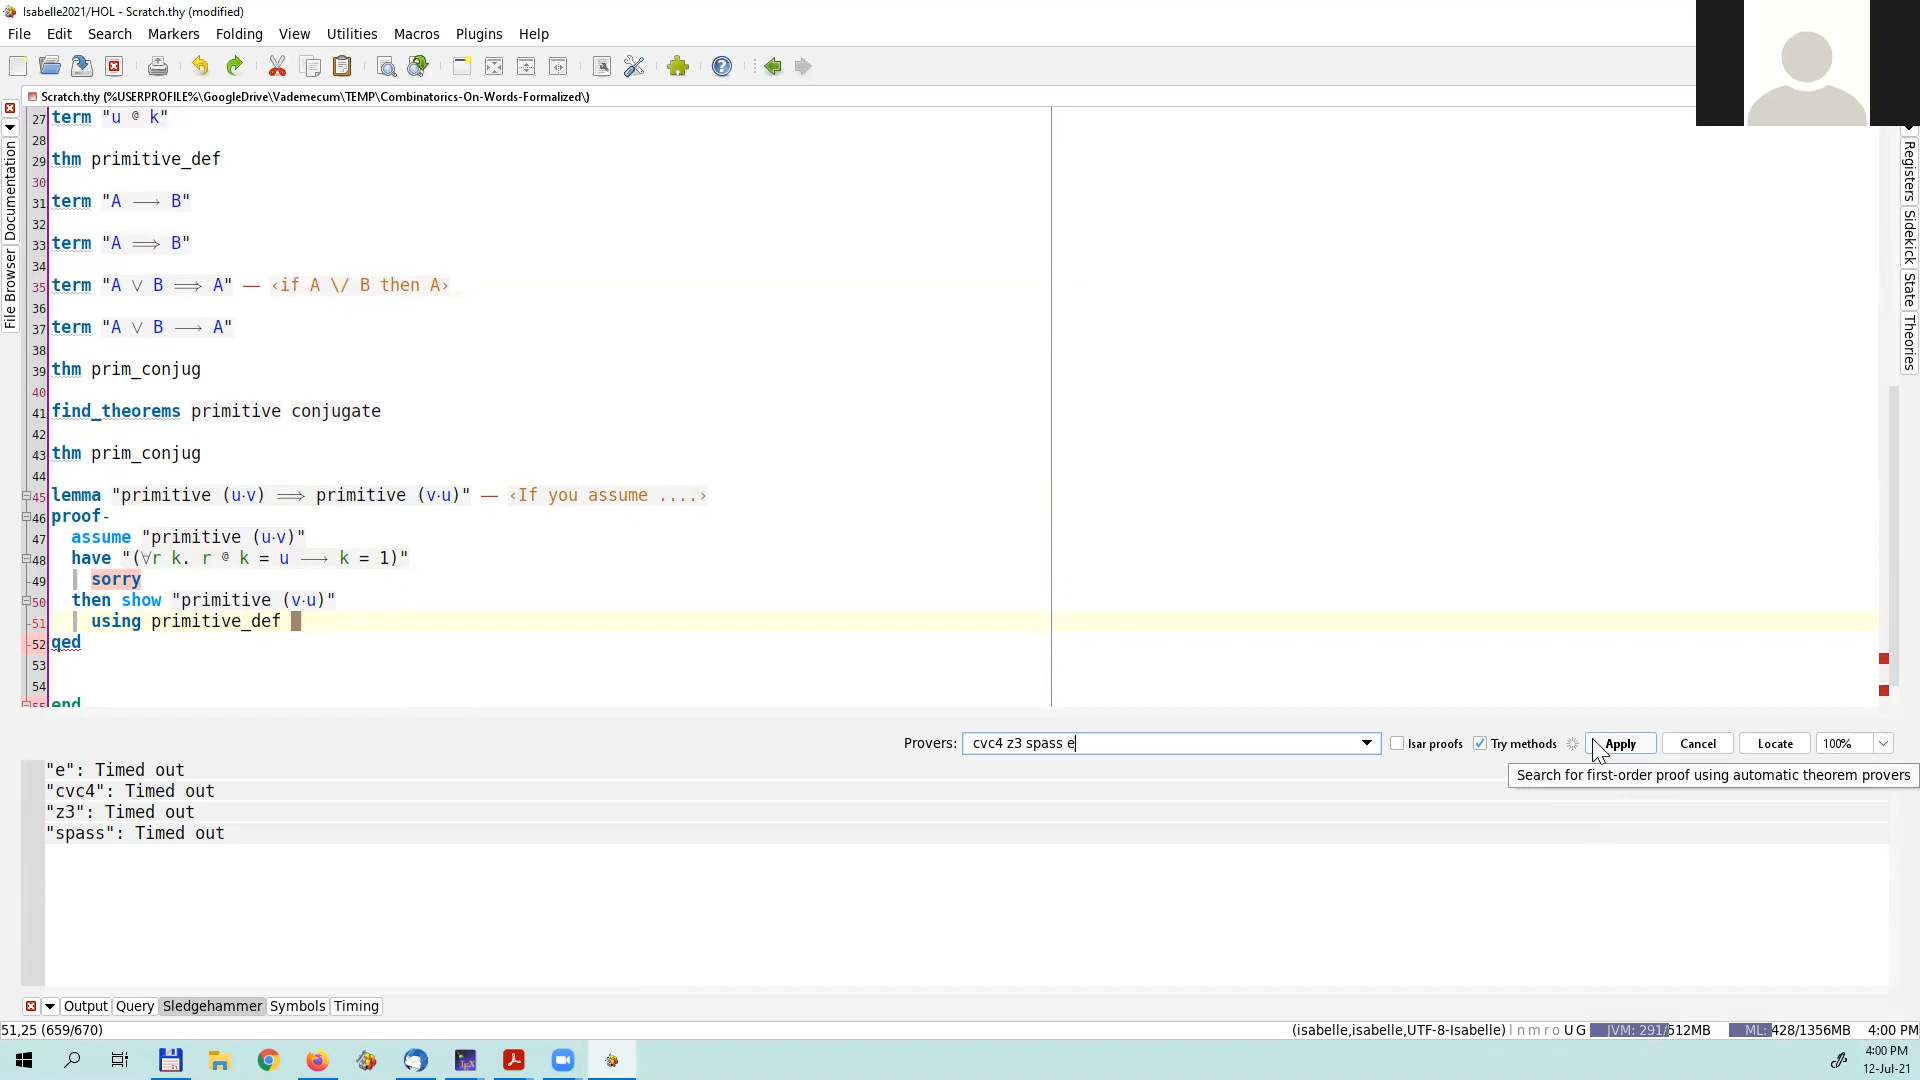 Isabelle2021/HOL - Scratch.thy (modified)
File Edit Search Markers Folding View Utilities Macros Plugins Help
Scratch.thy (%USERPROFILE%\GoogleDrive\Vademecum\TEMP\Combinatorics-On-Words-Formalized\)
File Browser Documentation
Registers Sidekick State Theories
27 term "u @ k"
28
29 thm primitive_def
30
31 term "A ⟶ B"
32
33 term "A ⟹ B"
34
35 term "A ∨ B ⟹ A" — ‹if A \/ B then A›
36
37 term "A ∨ B ⟶ A"
38
39 thm prim_conjug
40
41 find_theorems primitive conjugate
42
43 thm prim_conjug
44
45 lemma "primitive (u·v) ⟹ primitive (v·u)" — ‹If you assume ....›
46 proof-
47 assume "primitive (u·v)"
48 have "(∀r k. r @ k = u ⟶ k = 1)"
49 sorry
50 then show "primitive (v·u)"
51 using primitive_def
52 qed
53
54
55 end
Provers: cvc4 z3 spass e Isar proofs Try methods Apply Cancel Locate 100%
Search for first-order proof using automatic theorem provers
"e": Timed out
"cvc4": Timed out
"z3": Timed out
"spass": Timed out
Output Query Sledgehammer Symbols Timing
51,25 (659/670) (isabelle,isabelle,UTF-8-Isabelle) l n m r o U G JVM: 291/512MB ML: 428/1356MB 4:00 PM
4:00 PM
12-Jul-21